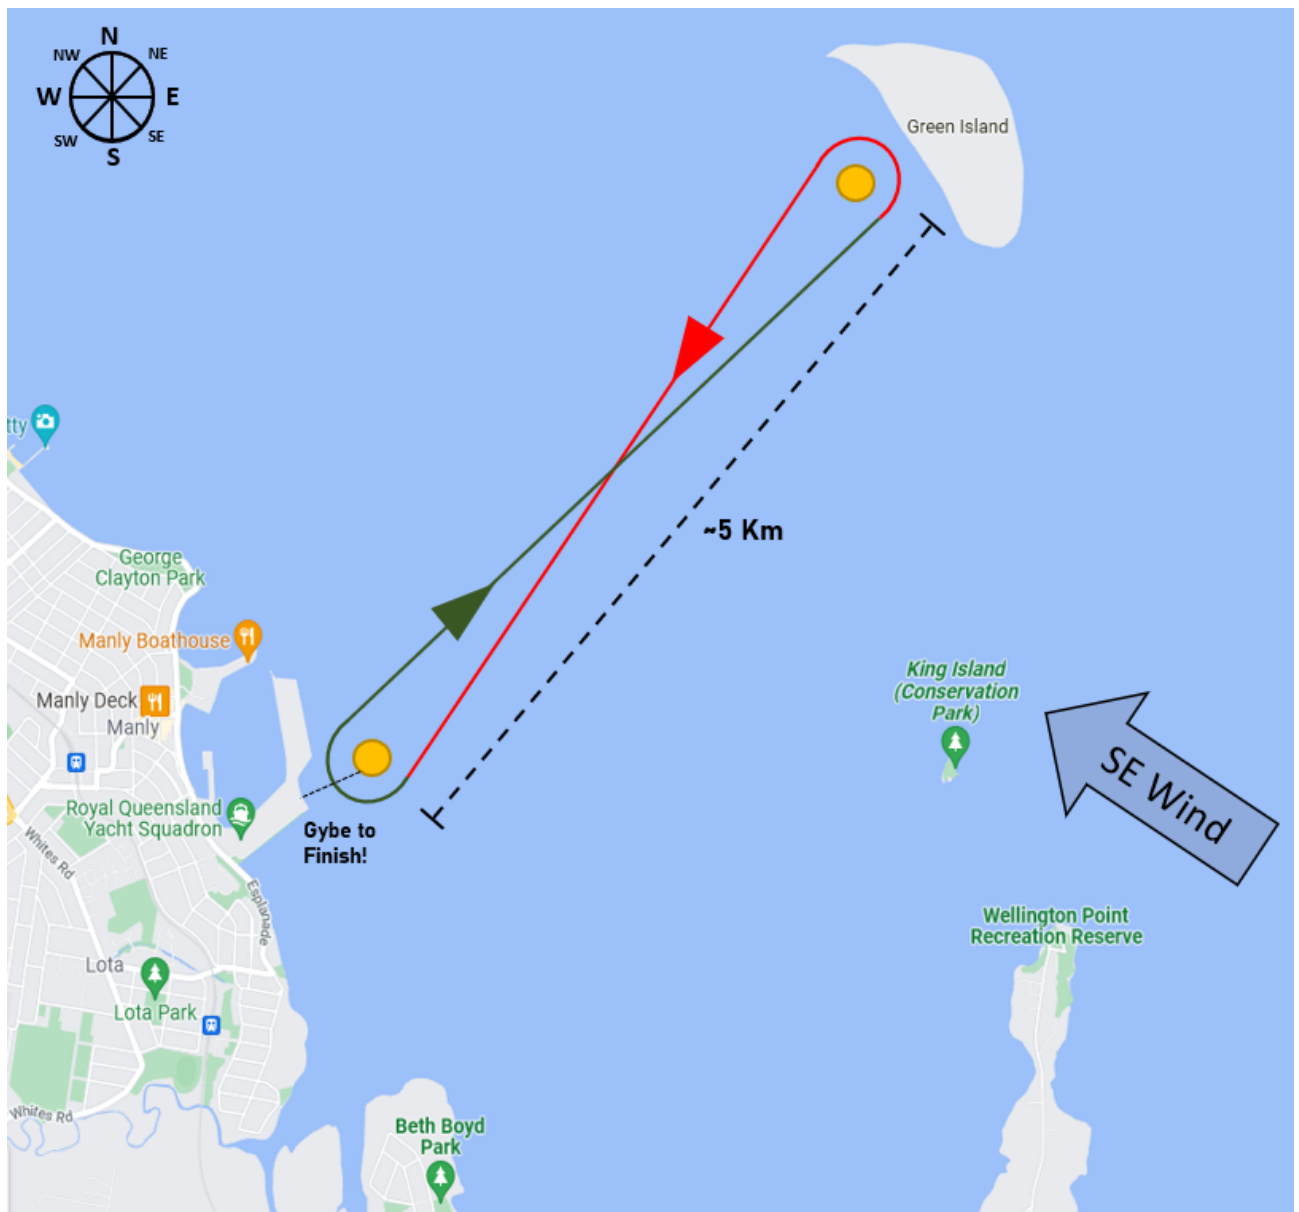 N
NW
NE
W
E
SW
SE
S
Green Island
tty
George
Clayton Park
~5 Km
Manly Boathouse
Manly Deck
Manly
King Island
(Conservation
Park)
SE Wind
Royal Queensland
Yacht Squadron
Gybe to
Finish!
Whites Rd
Esplanade
Wellington Point
Recreation Reserve
Lota
Lota Park
Whites Rd
Beth Boyd
Park